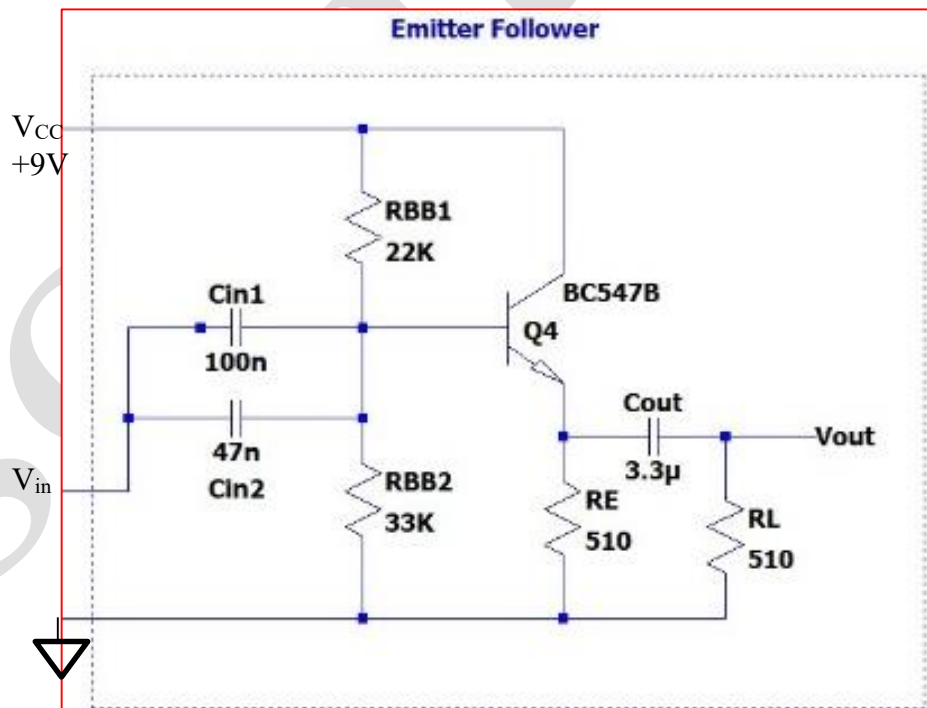 Emitter Follower
VCC
+9V
RBB1
22K
Cin1
100n
BC547B
Q4
47n
Cin2
Vin
RBB2
33K
Cout
3.3µ
Vout
RE
510
RL
510